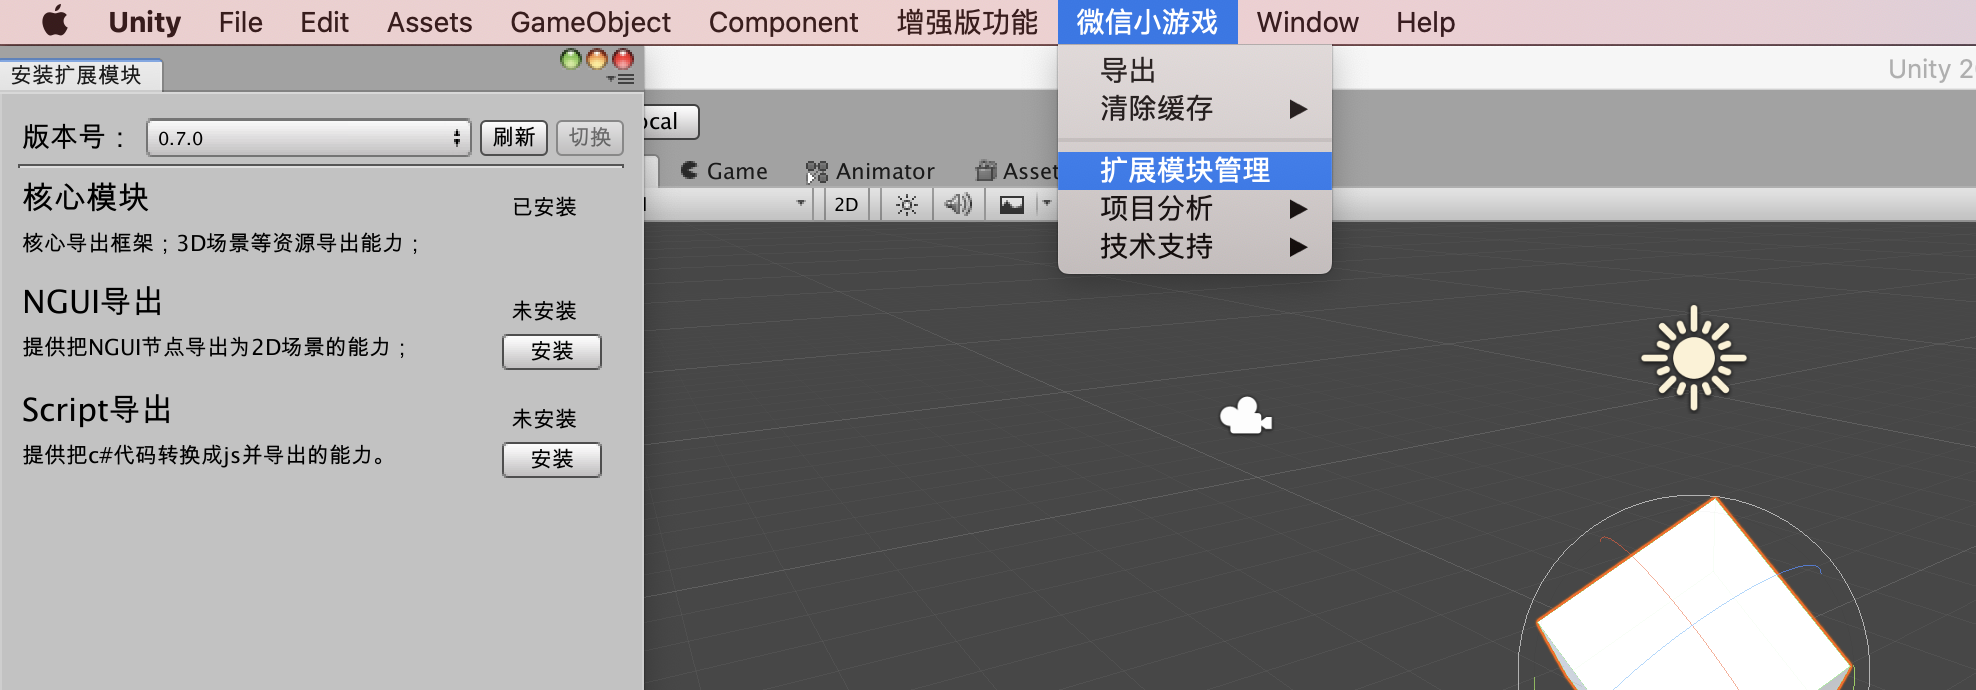 Unity File Edit Assets GameObject Component 增强版功能 微信小游戏 Window Help
安装扩展模块
版本号： 0.7.0 刷新 切换
核心模块 已安装
核心导出框架；3D场景等资源导出能力；
NGUI导出 未安装
提供把NGUI节点导出为2D场景的能力； 安装
Script导出 未安装
提供把c#代码转换成js并导出的能力。 安装
导出
清除缓存
扩展模块管理
项目分析
技术支持
Unity
Game Animator
2D